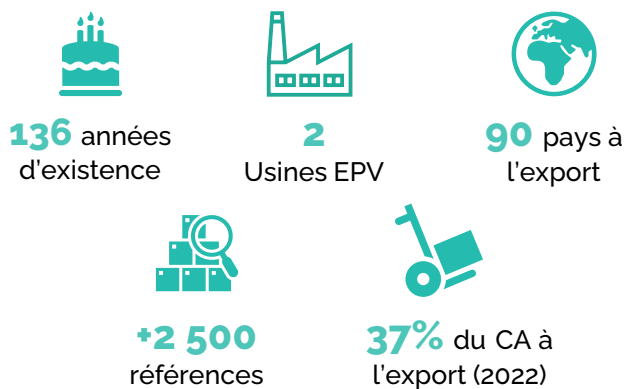 136 années
d'existence
2
Usines EPV
90 pays à
l'export
+2 500
références
37% du CA à
l'export (2022)